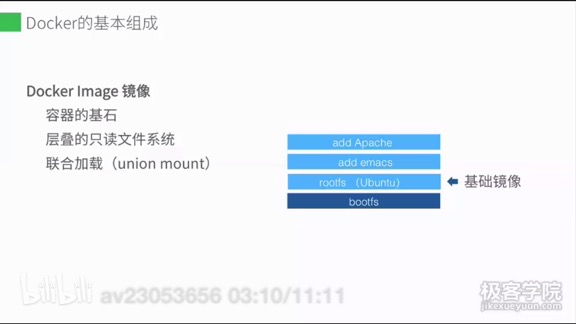 Docker的基本组成
Docker Image 镜像
容器的基石
层叠的只读文件系统
联合加载（union mount）
add Apache
add emacs
rootfs （Ubuntu）
基础镜像
bootfs
bilibili av23053656 03:10/11:11
极客学院
jikexueyuan.com